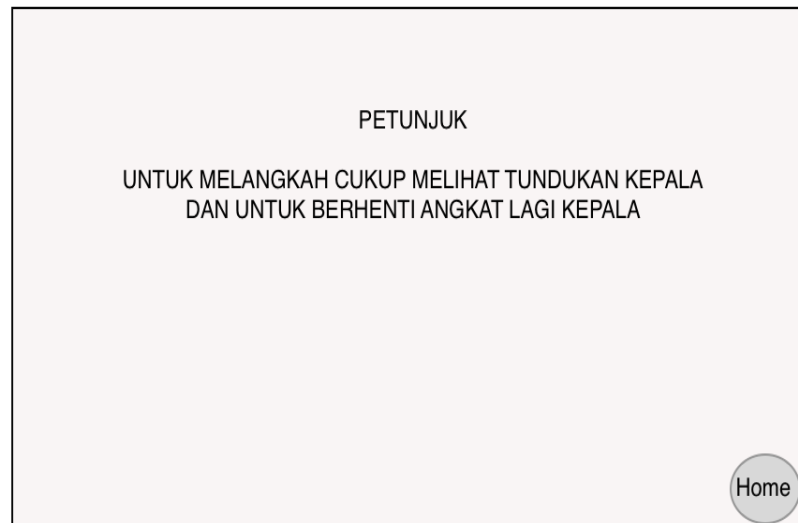 PETUNJUK
UNTUK MELANGKAH CUKUP MELIHAT TUNDUKAN KEPALA
DAN UNTUK BERHENTI ANGKAT LAGI KEPALA
Home